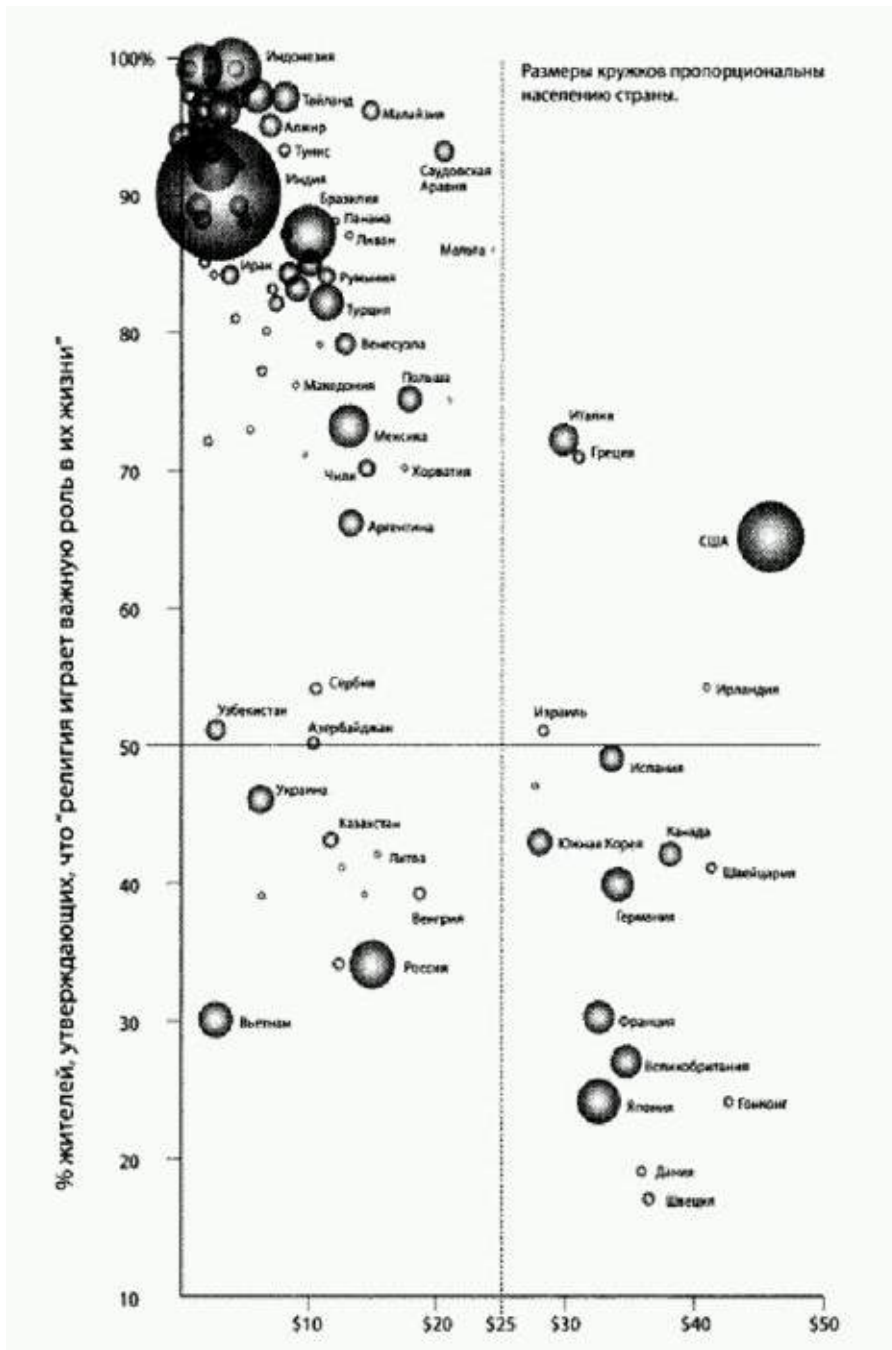 100%
Индонезия
Размеры кружков пропорциональны
населению страны.
Тайланд
Малайзия
Алжир
Тунис
Саудовская
Аравия
Индия
90
Бразилия
Панама
Ливан
Мальта
Ирак
Румыния
Турция
80
Венесуэла
Македония
Польша
Мексика
Италия
Греция
70
Чили
Хорватия
Аргентина
США
60
Сербия
Ирландия
Узбекистан
Азербайджан
Израиль
50
Испания
Украина
Казахстан
Литва
Южная Корея
Канада
Швейцария
40
Венгрия
Германия
Россия
30
Вьетнам
Франция
Великобритания
Япония
Гонконг
20
Дания
Швеция
10
$10
$20
$25
$30
$40
$50
% жителей, утверждающих, что "религия играет важную роль в их жизни"